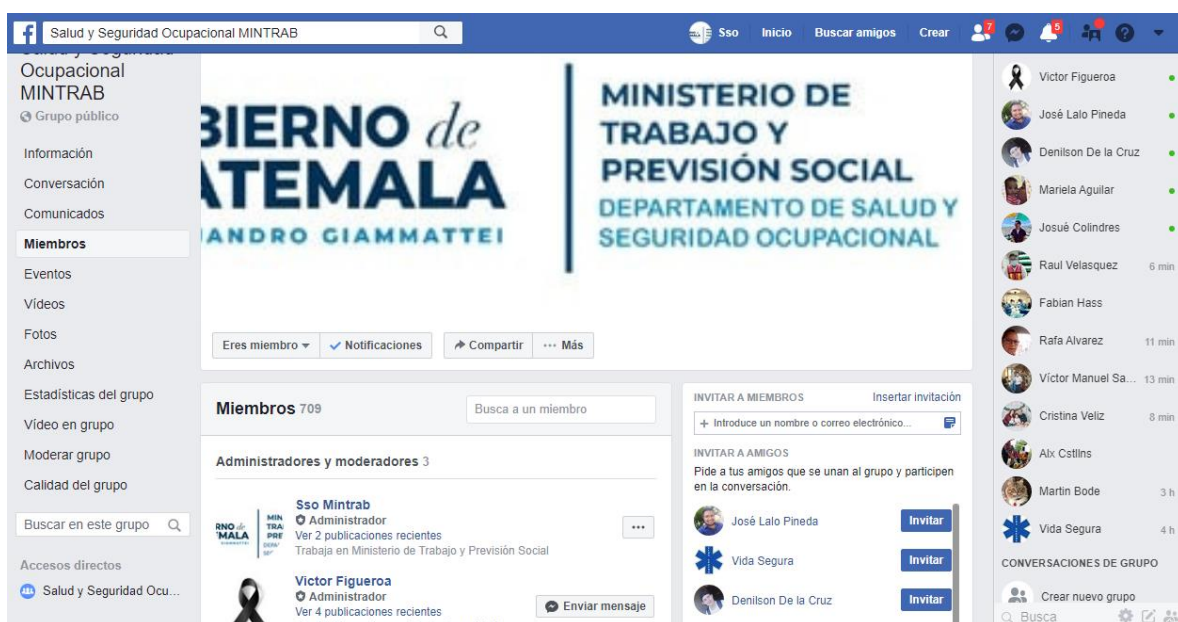 Salud y Seguridad Ocupacional MINTRAB
Sso
Inicio
Buscar amigos
Crear
7
5
Salud y Seguridad
Ocupacional
MINTRAB
Grupo público
Información
Conversación
Comunicados
Miembros
Eventos
Vídeos
Fotos
Archivos
Estadísticas del grupo
Vídeo en grupo
Moderar grupo
Calidad del grupo
Buscar en este grupo
Accesos directos
Salud y Seguridad Ocu...
BIERNO de
ATEMALA
ANDRO GIAMMATTEI
MINISTERIO DE
TRABAJO Y
PREVISIÓN SOCIAL
DEPARTAMENTO DE SALUD Y
SEGURIDAD OCUPACIONAL
Eres miembro
Notificaciones
Compartir
Más
Miembros 709
Busca a un miembro
Administradores y moderadores 3
Sso Mintrab
Administrador
Ver 2 publicaciones recientes
Trabaja en Ministerio de Trabajo y Previsión Social
Victor Figueroa
Administrador
Ver 4 publicaciones recientes
Enviar mensaje
INVITAR A MIEMBROS
Insertar invitación
+ Introduce un nombre o correo electrónico...
INVITAR A AMIGOS
Pide a tus amigos que se unan al grupo y participen
en la conversación.
José Lalo Pineda
Invitar
Vida Segura
Invitar
Denilson De la Cruz
Invitar
Victor Figueroa
José Lalo Pineda
Denilson De la Cruz
Mariela Aguilar
Josué Colindres
Raul Velasquez 6 min
Fabian Hass
Rafa Alvarez 11 min
Víctor Manuel Sa... 13 min
Cristina Veliz 8 min
Alx Cstllns
Martin Bode 3 h
Vida Segura 4 h
CONVERSACIONES DE GRUPO
Crear nuevo grupo
Busca